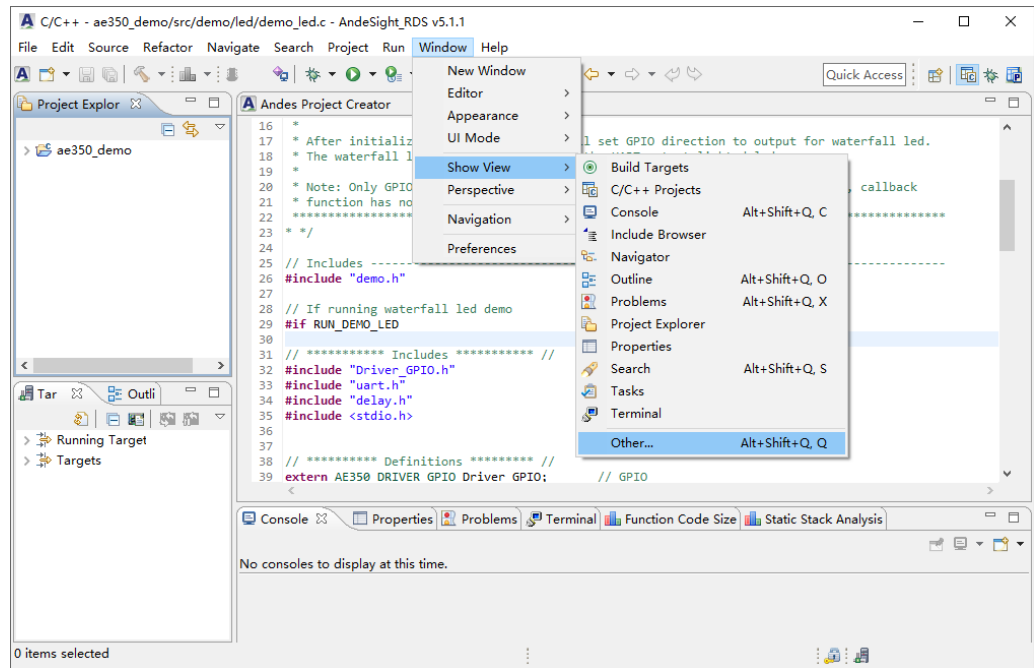 C/C++ - ae350_demo/src/demo/led/demo_led.c - AndeSight_RDS v5.1.1
File Edit Source Refactor Navigate Search Project Run Window Help
Quick Access
Project Explor
ae350_demo
Andes Project Creator
16 *
17 * After initializ ll set GPIO direction to output for waterfall led.
18 * The waterfall l
19 *
20 * Note: Only GPIO , callback
21 * function has no
22 ***************** **************
23 * */
24
25 // Includes ---------
26 #include "demo.h"
27
28 // If running waterfall led demo
29 #if RUN_DEMO_LED
30
31 // *********** Includes *********** //
32 #include "Driver_GPIO.h"
33 #include "uart.h"
34 #include "delay.h"
35 #include <stdio.h>
36
37
38 // ********** Definitions ********* //
39 extern AE350_DRIVER_GPIO Driver_GPIO; // GPIO
New Window
Editor
Appearance
UI Mode
Show View
Perspective
Navigation
Preferences
Build Targets
C/C++ Projects
Console Alt+Shift+Q, C
Include Browser
Navigator
Outline Alt+Shift+Q, O
Problems Alt+Shift+Q, X
Project Explorer
Properties
Search Alt+Shift+Q, S
Tasks
Terminal
Other... Alt+Shift+Q, Q
Tar Outli
Running Target
Targets
Console Properties Problems Terminal Function Code Size Static Stack Analysis
No consoles to display at this time.
0 items selected